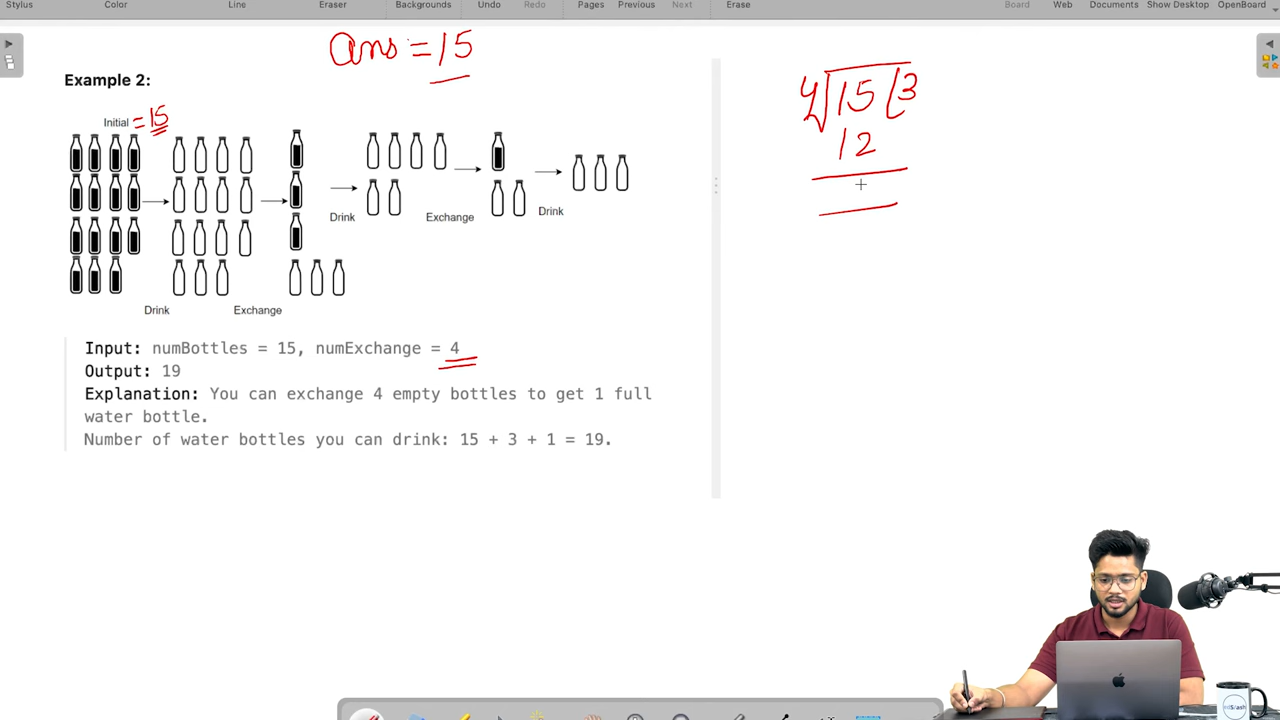 Stylus Color Line Eraser Backgrounds Undo Redo Pages Previous Next Erase Board Web Documents Show Desktop OpenBoard
ans = 15
Example 2:
Initial = 15
Drink
Exchange
Drink
Exchange
Drink
Input: numBottles = 15, numExchange = 4
Output: 19
Explanation: You can exchange 4 empty bottles to get 1 full
water bottle.
Number of water bottles you can drink: 15 + 3 + 1 = 19.
4 15 3
12